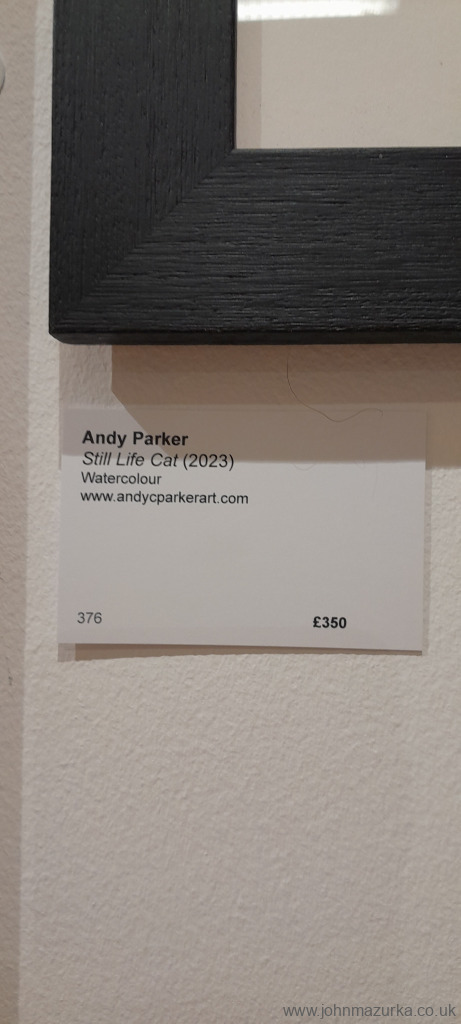 Andy Parker
Still Life Cat (2023)
Watercolour
www.andycparkerart.com
376
£350
www.johnmazurka.co.uk